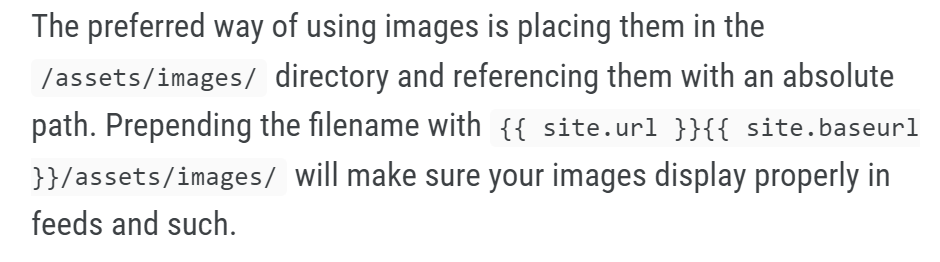 The preferred way of using images is placing them in the
/assets/images/ directory and referencing them with an absolute
path. Prepending the filename with {{ site.url }}{{ site.baseurl
}}/assets/images/ will make sure your images display properly in
feeds and such.